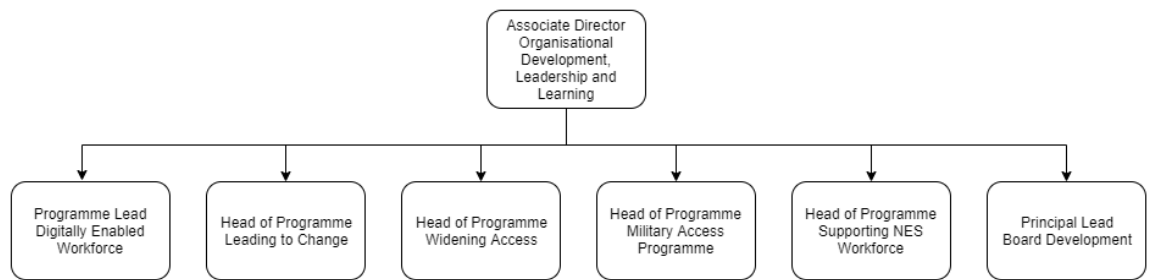 Associate Director
Organisational
Development,
Leadership and
Learning
Programme Lead
Digitally Enabled
Workforce
Head of Programme
Leading to Change
Head of Programme
Widening Access
Head of Programme
Military Access
Programme
Head of Programme
Supporting NES
Workforce
Principal Lead
Board Development